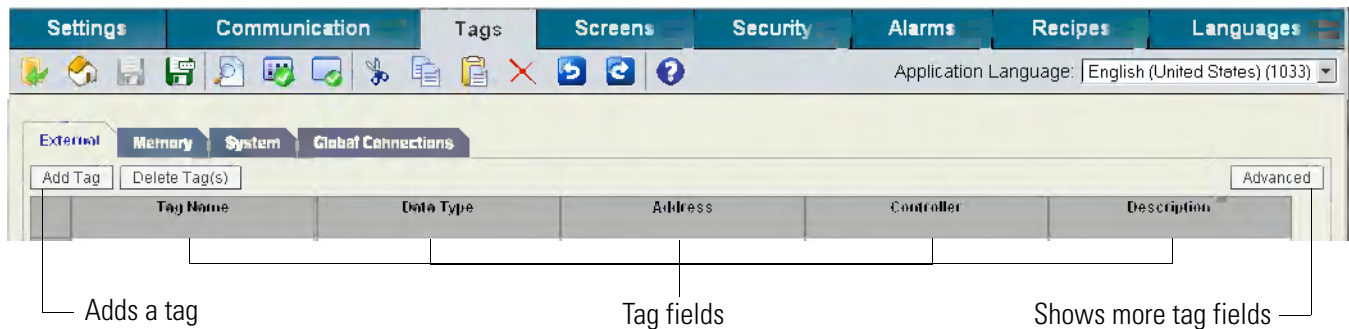 Settings Communication Tags Screens Security Alarms Recipes Languages
Application Language: English (United States) (1033)
External Memory System Global Connections
Add Tag Delete Tag(s) Advanced
Tag Name Data Type Address Controller Description
Adds a tag Tag fields Shows more tag fields